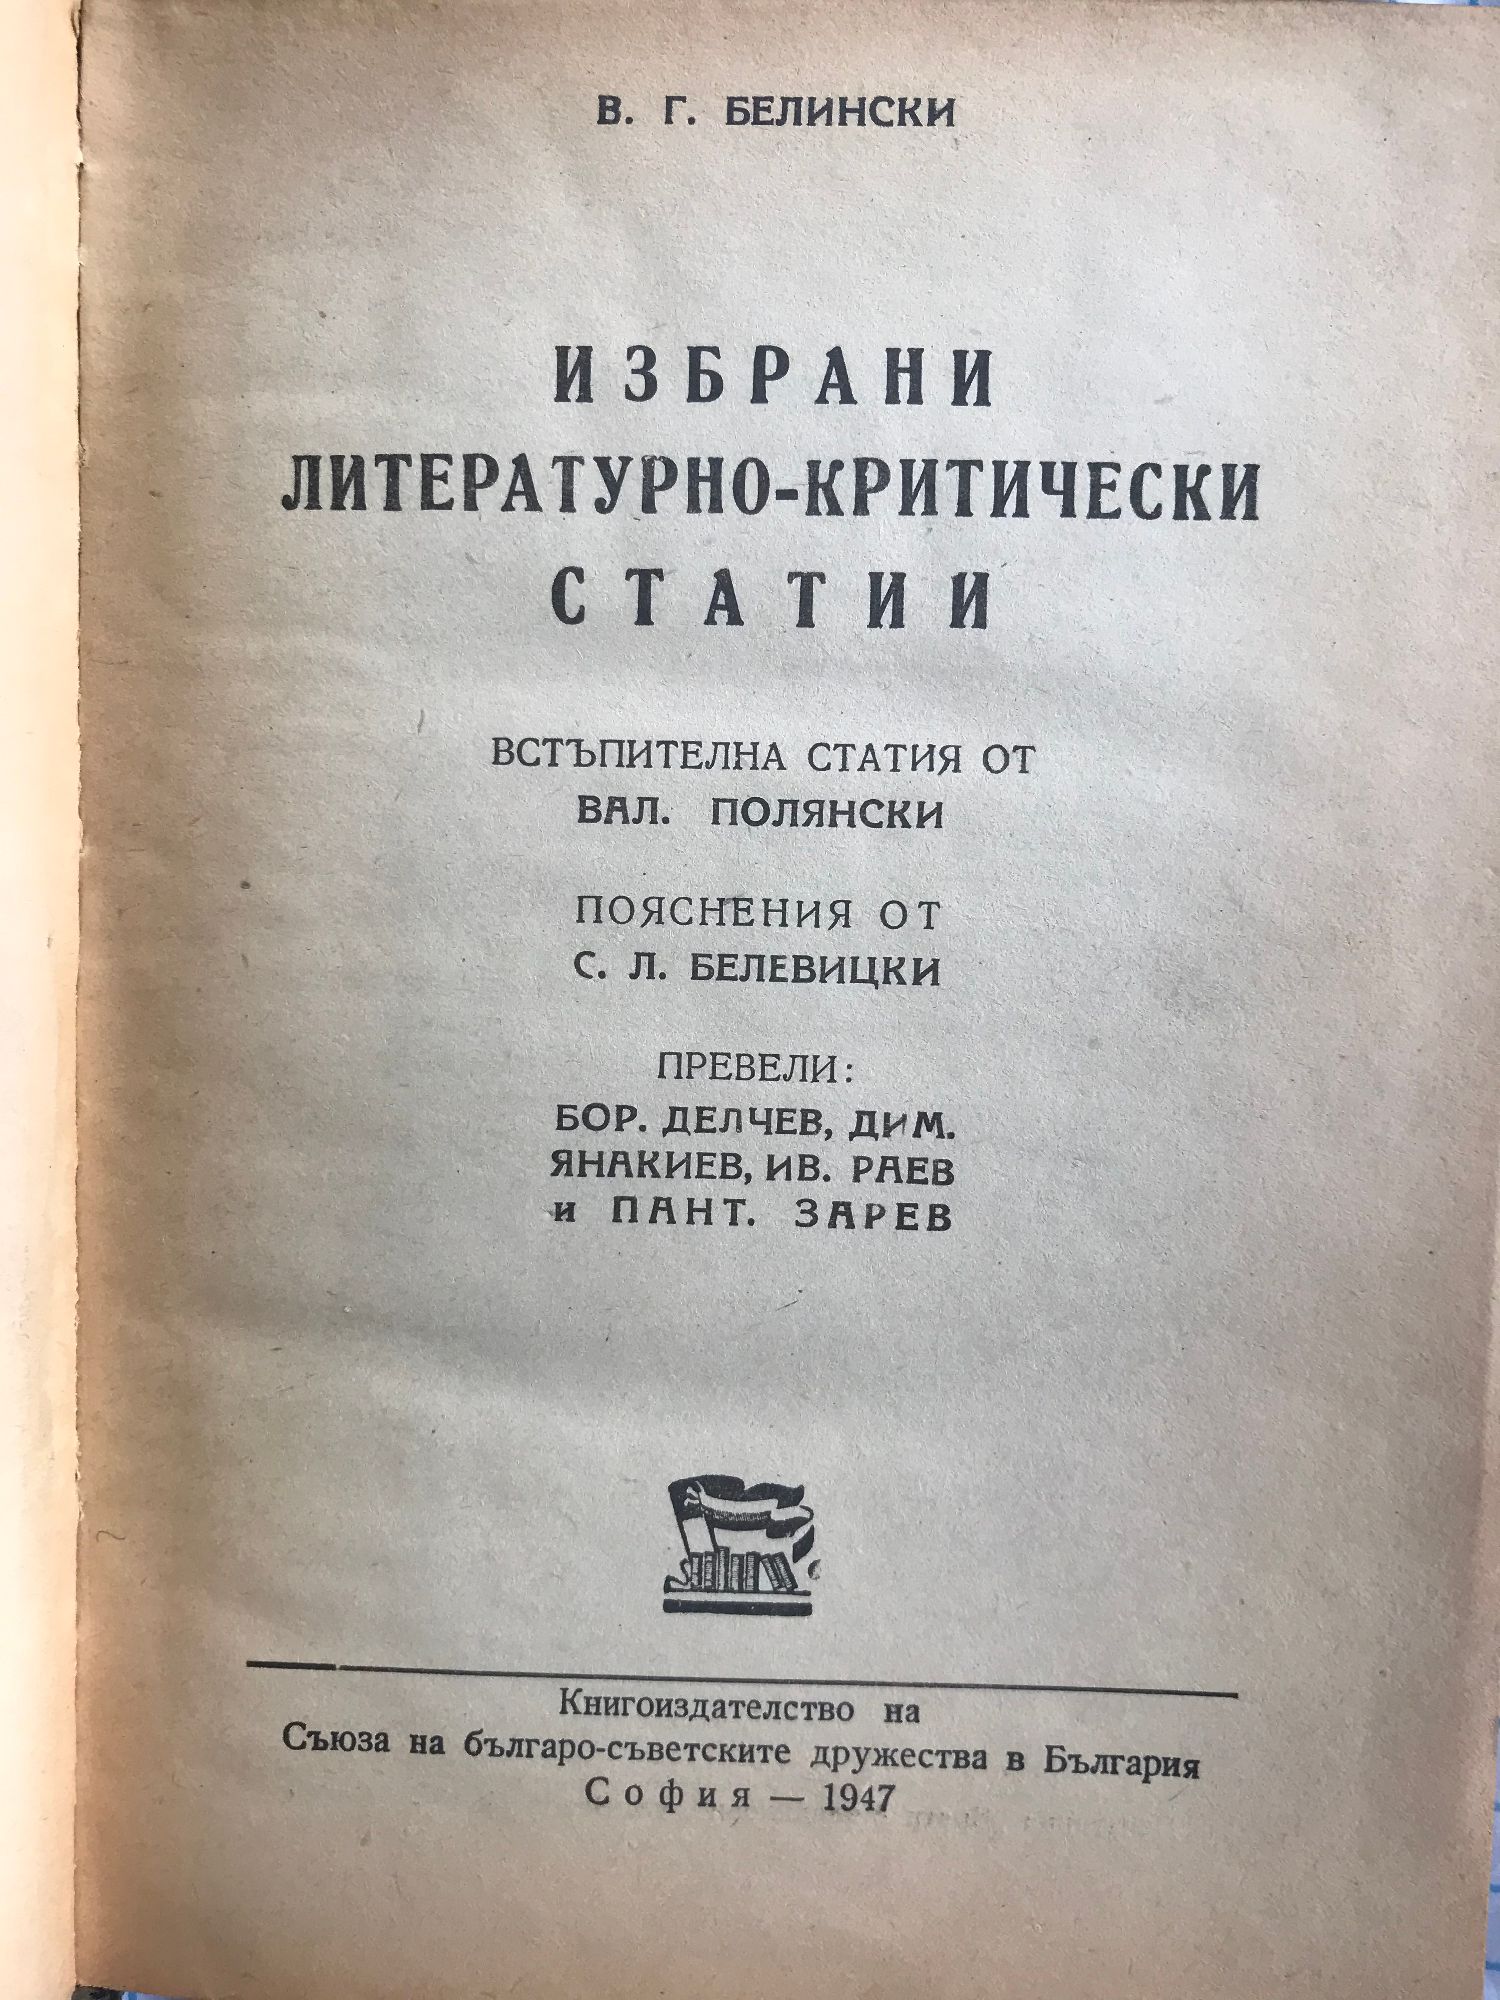 В. Г. БЕЛИНСКИ
ИЗБРАНИ
ЛИТЕРАТУРНО-КРИТИЧЕСКИ
СТАТИИ
ВСТЪПИТЕЛНА СТАТИЯ ОТ
ВАЛ. ПОЛЯНСКИ
ПОЯСНЕНИЯ ОТ
С. Л. БЕЛЕВИЦКИ
ПРЕВЕЛИ:
БОР. ДЕЛЧЕВ, ДИМ.
ЯНАКИЕВ, ИВ. РАЕВ
и ПАНТ. ЗАРЕВ
Книгоиздателство на
Съюза на българо-съветските дружества в България
София — 1947